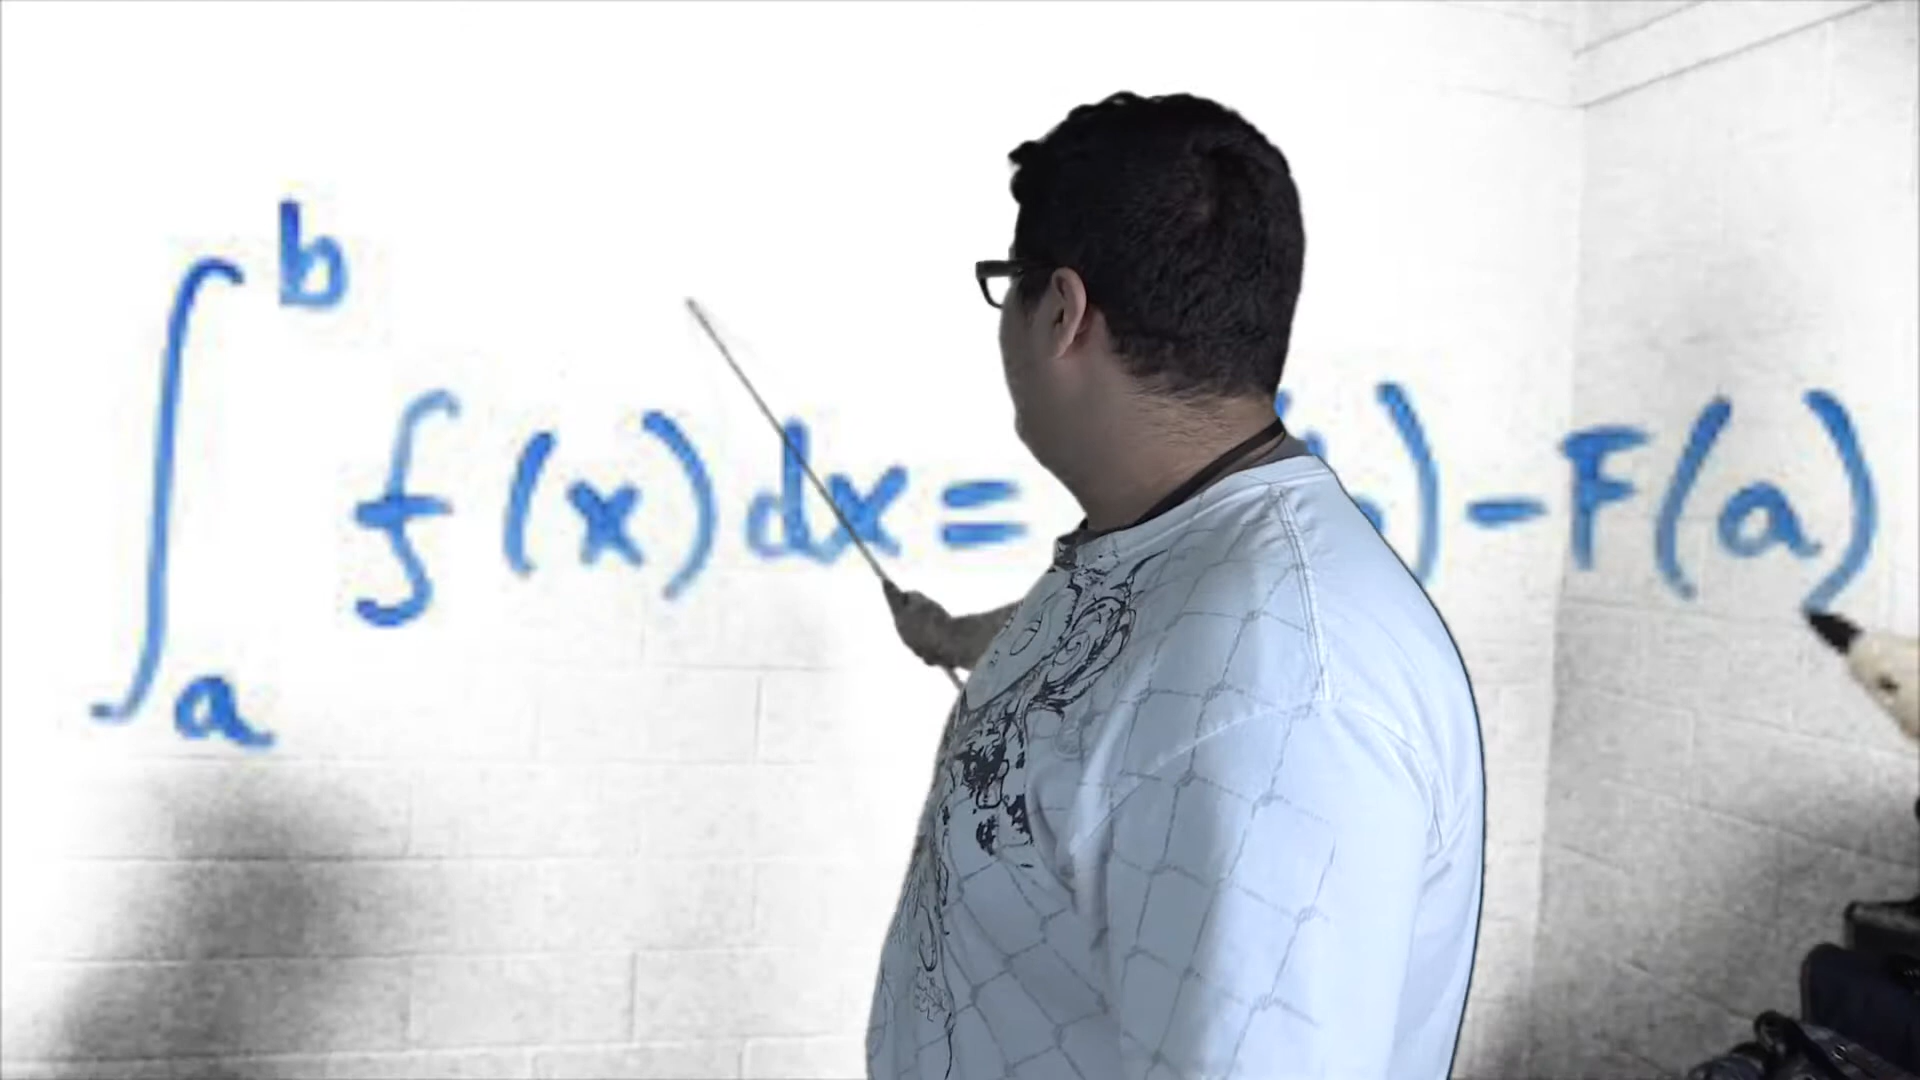 ∫ₐᵇ f(x)dx= ) -F(a)